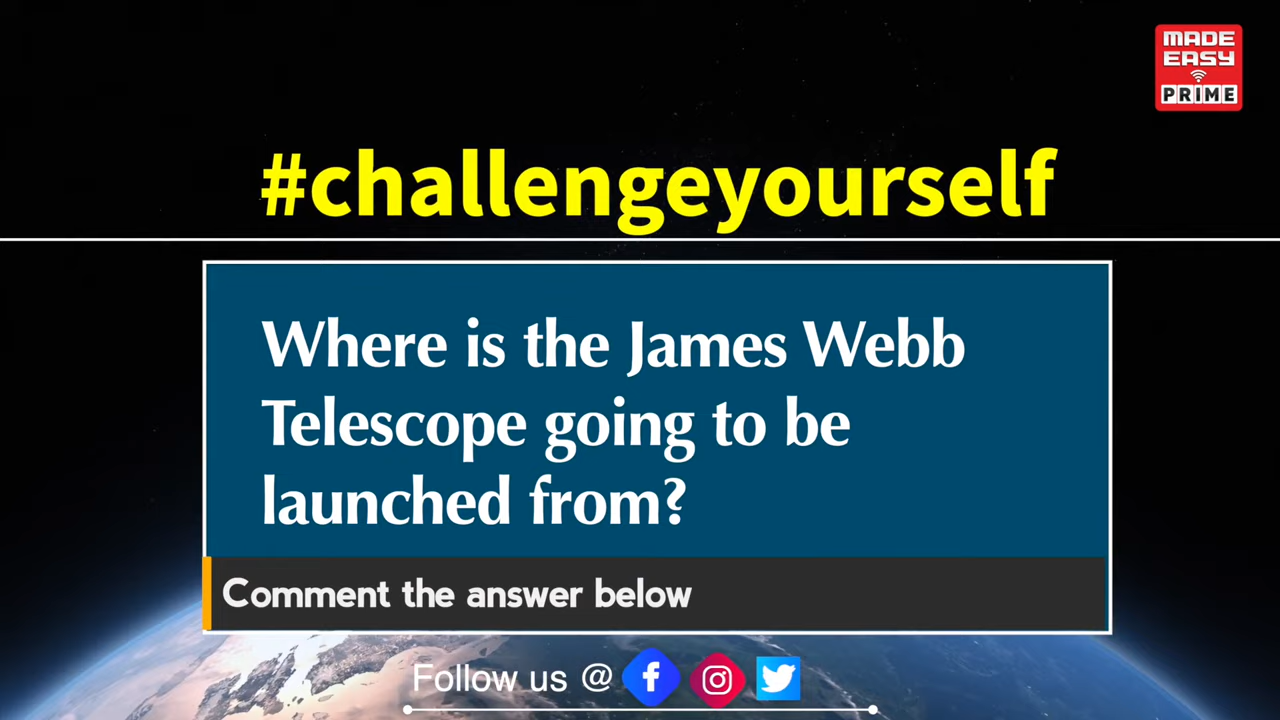 MADE
EASY
PRIME
#challengeyourself
Where is the James Webb
Telescope going to be
launched from?
Comment the answer below
Follow us @